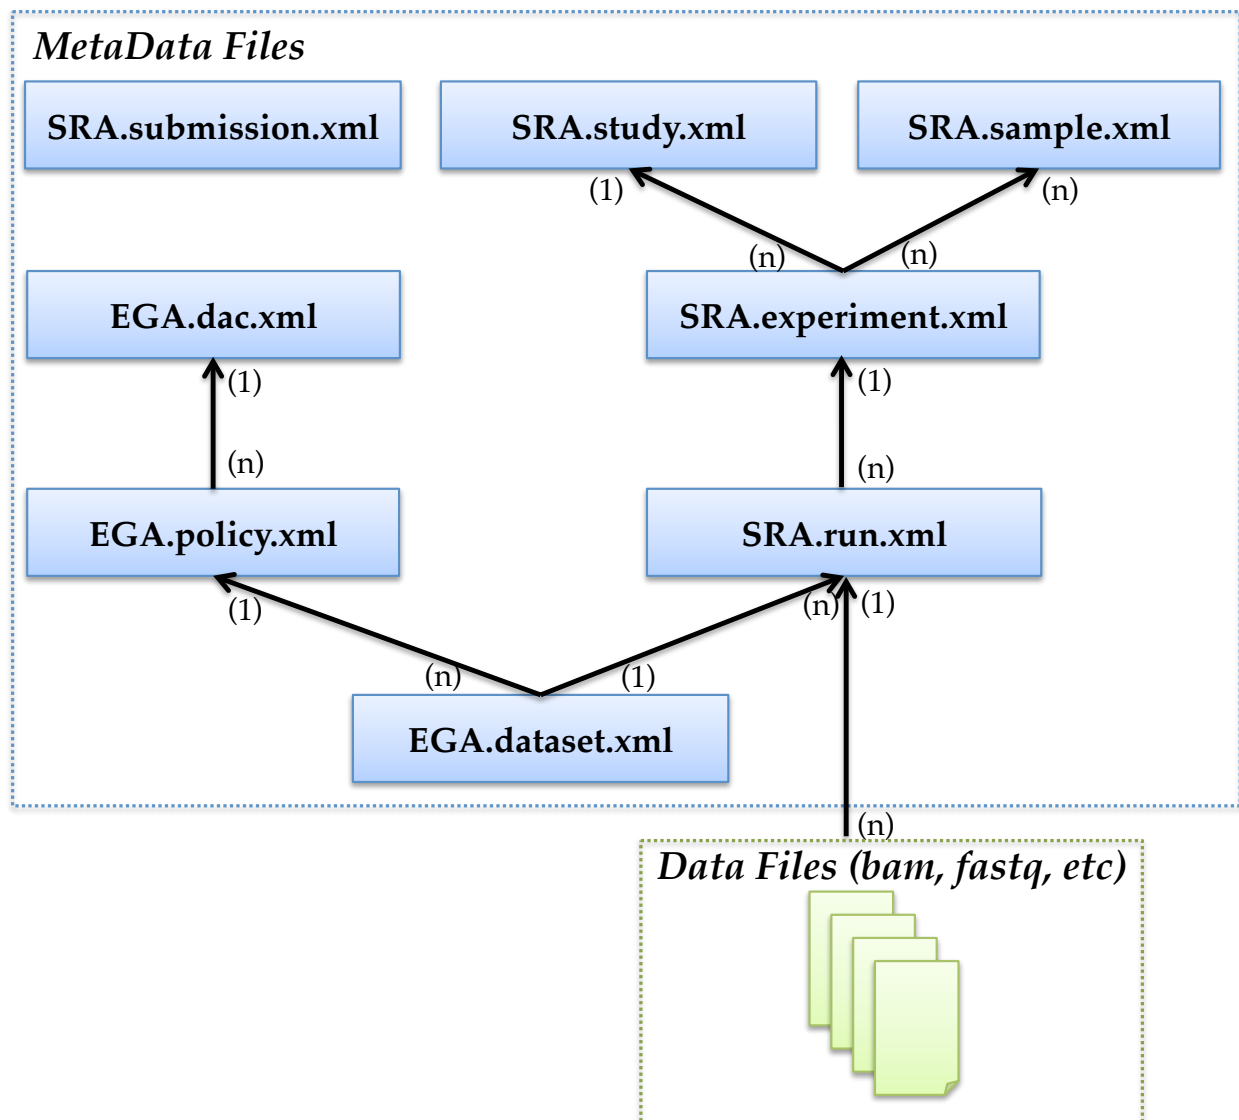 MetaData Files
SRA.submission.xml
SRA.study.xml
SRA.sample.xml
(1)
(n)
(n)
(n)
EGA.dac.xml
SRA.experiment.xml
(1)
(1)
(n)
(n)
EGA.policy.xml
SRA.run.xml
(1)
(n)
(1)
(n)
(1)
EGA.dataset.xml
(n)
Data Files (bam, fastq, etc)